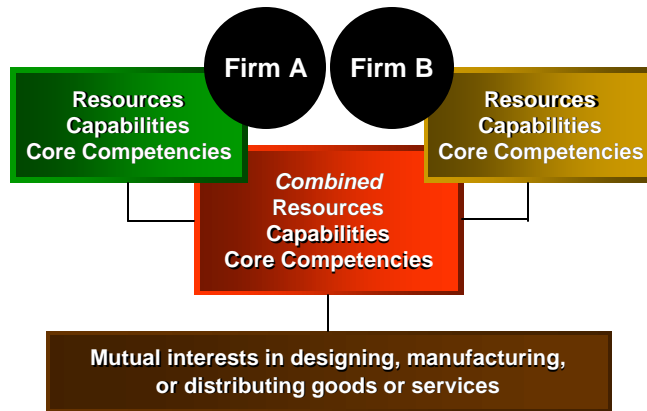 Firm A
Firm B
Resources
Capabilities
Core Competencies
Resources
Capabilities
Core Competencies
Combined
Resources
Capabilities
Core Competencies
Mutual interests in designing, manufacturing,
or distributing goods or services